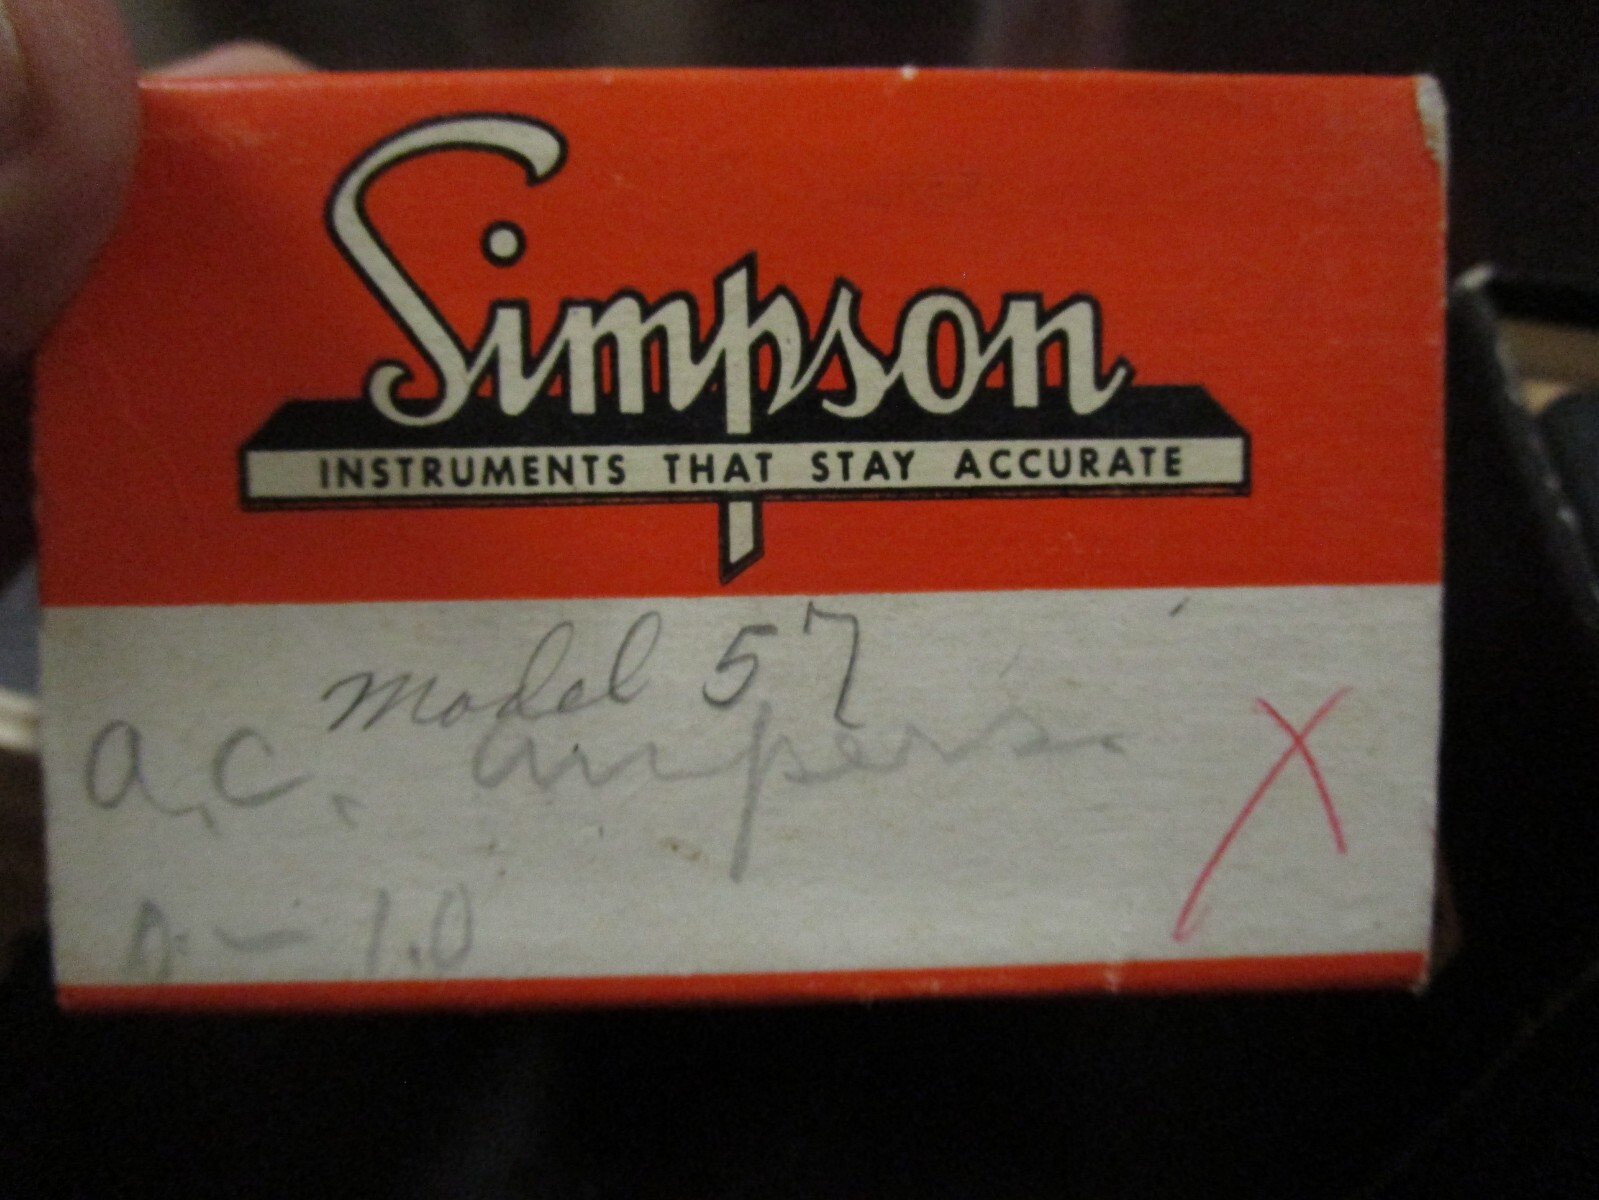 Simpson
INSTRUMENTS THAT STAY ACCURATE
Model 57
a.c. ampers.
0 - 1.0
X